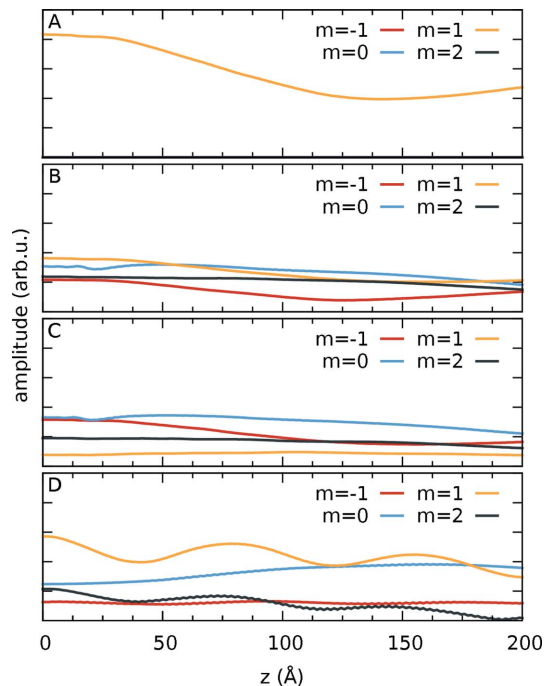 A
m=-1 m=1
m=0 m=2
B
m=-1 m=1
m=0 m=2
C
m=-1 m=1
m=0 m=2
D
m=-1 m=1
m=0 m=2
amplitude (arb.u.)
0 50 100 150 200
z (Å)